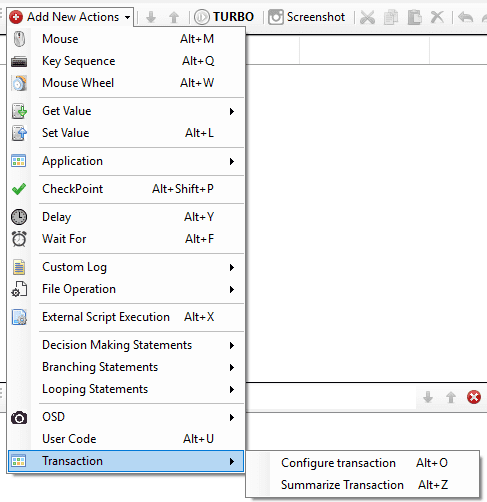 Add New Actions TURBO Screenshot
Mouse Alt+M
Key Sequence Alt+Q
Mouse Wheel Alt+W
Get Value
Set Value Alt+L
Application
CheckPoint Alt+Shift+P
Delay Alt+Y
Wait For Alt+F
Custom Log
File Operation
External Script Execution Alt+X
Decision Making Statements
Branching Statements
Looping Statements
OSD
User Code Alt+U
Transaction
Configure transaction Alt+O
Summarize Transaction Alt+Z